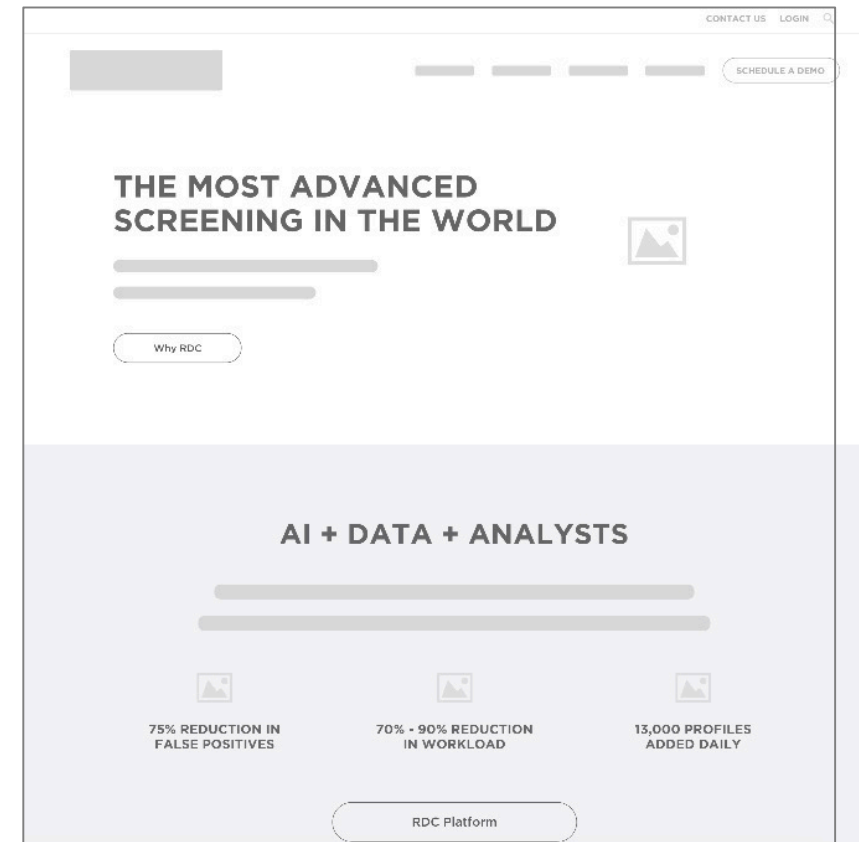 CONTACT US LOGIN
SCHEDULE A DEMO
THE MOST ADVANCED
SCREENING IN THE WORLD
Why RDC
AI + DATA + ANALYSTS
75% REDUCTION IN
FALSE POSITIVES
70% - 90% REDUCTION
IN WORKLOAD
13,000 PROFILES
ADDED DAILY
RDC Platform